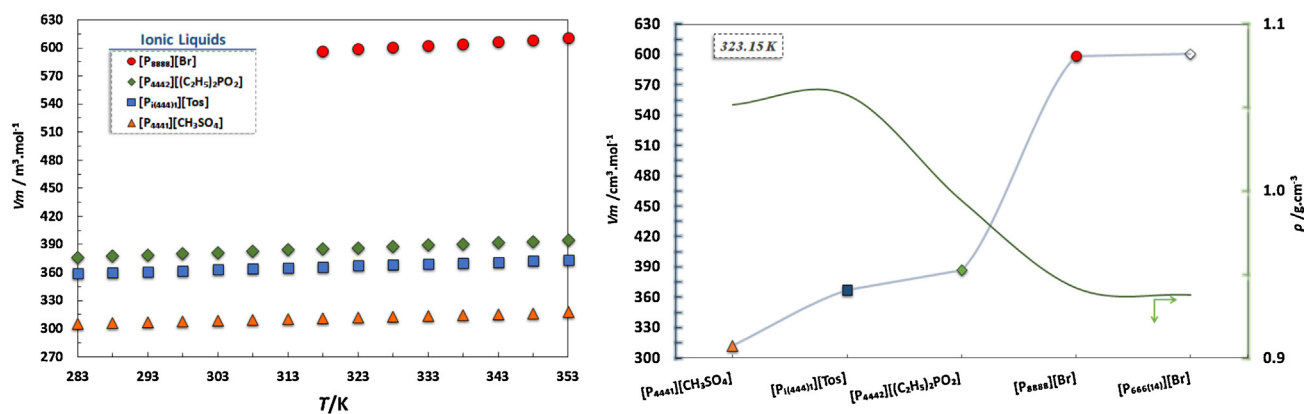 630
600
570
540
510
480
450
420
390
360
330
300
270
Vm / m³.mol⁻¹
Ionic Liquids
[P₈₈₈₈][Br]
[P₄₄₄₂][(C₂H₅)₂PO₂]
[Pᵢ₍₄₄₄₎₁][Tos]
[P₄₄₄₁][CH₃SO₄]
283 293 303 313 323 333 343 353
T/K
630
600
570
540
510
480
450
420
390
360
330
300
Vm /cm³.mol⁻¹
323.15 K
1.1
1.0
0.9
ρ /g.cm⁻³
[P₄₄₄₁][CH₃SO₄]
[Pᵢ₍₄₄₄₎₁][Tos]
[P₄₄₄₂][(C₂H₅)₂PO₂]
[P₈₈₈₈][Br]
[P₆₆₆₍₁₄₎][Br]